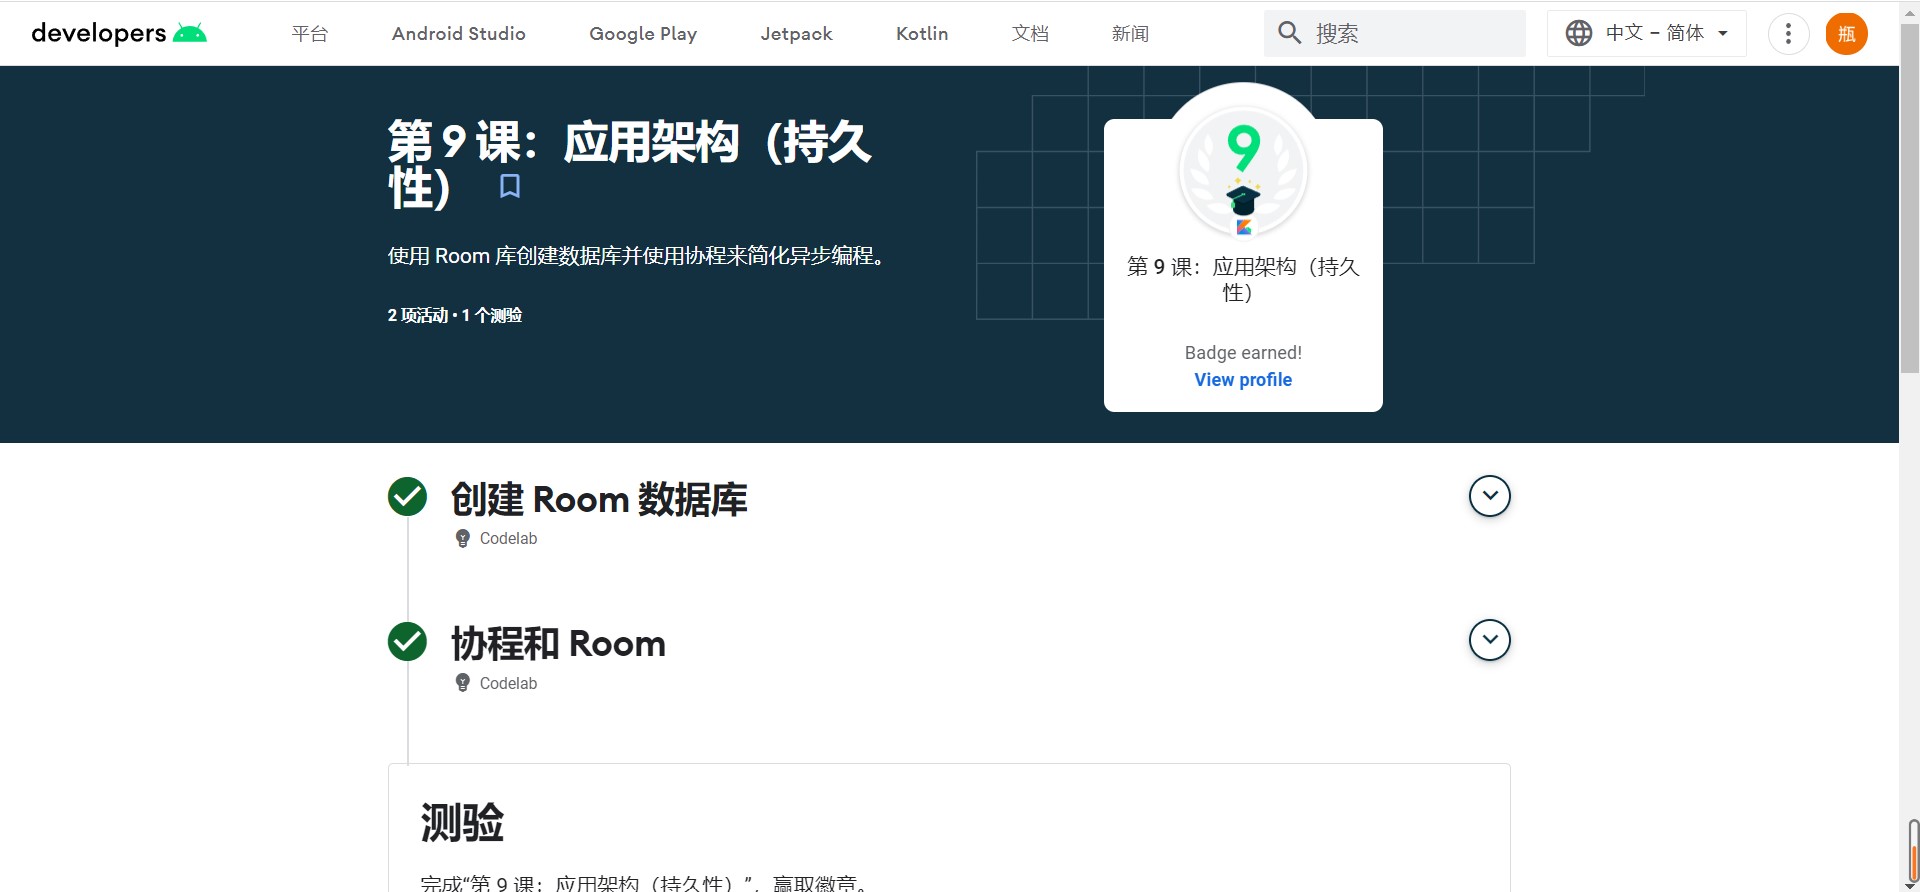 developers 平台 Android Studio Google Play Jetpack Kotlin 文档 新闻 搜索 中文 – 简体 瓶
第 9 课：应用架构（持久
性）
使用 Room 库创建数据库并使用协程来简化异步编程。
2 项活动 • 1 个测验
9
第 9 课：应用架构（持久
性）
Badge earned!
View profile
创建 Room 数据库
Codelab
协程和 Room
Codelab
测验
完成“第 9 课：应用架构（持久性）”，赢取徽章。